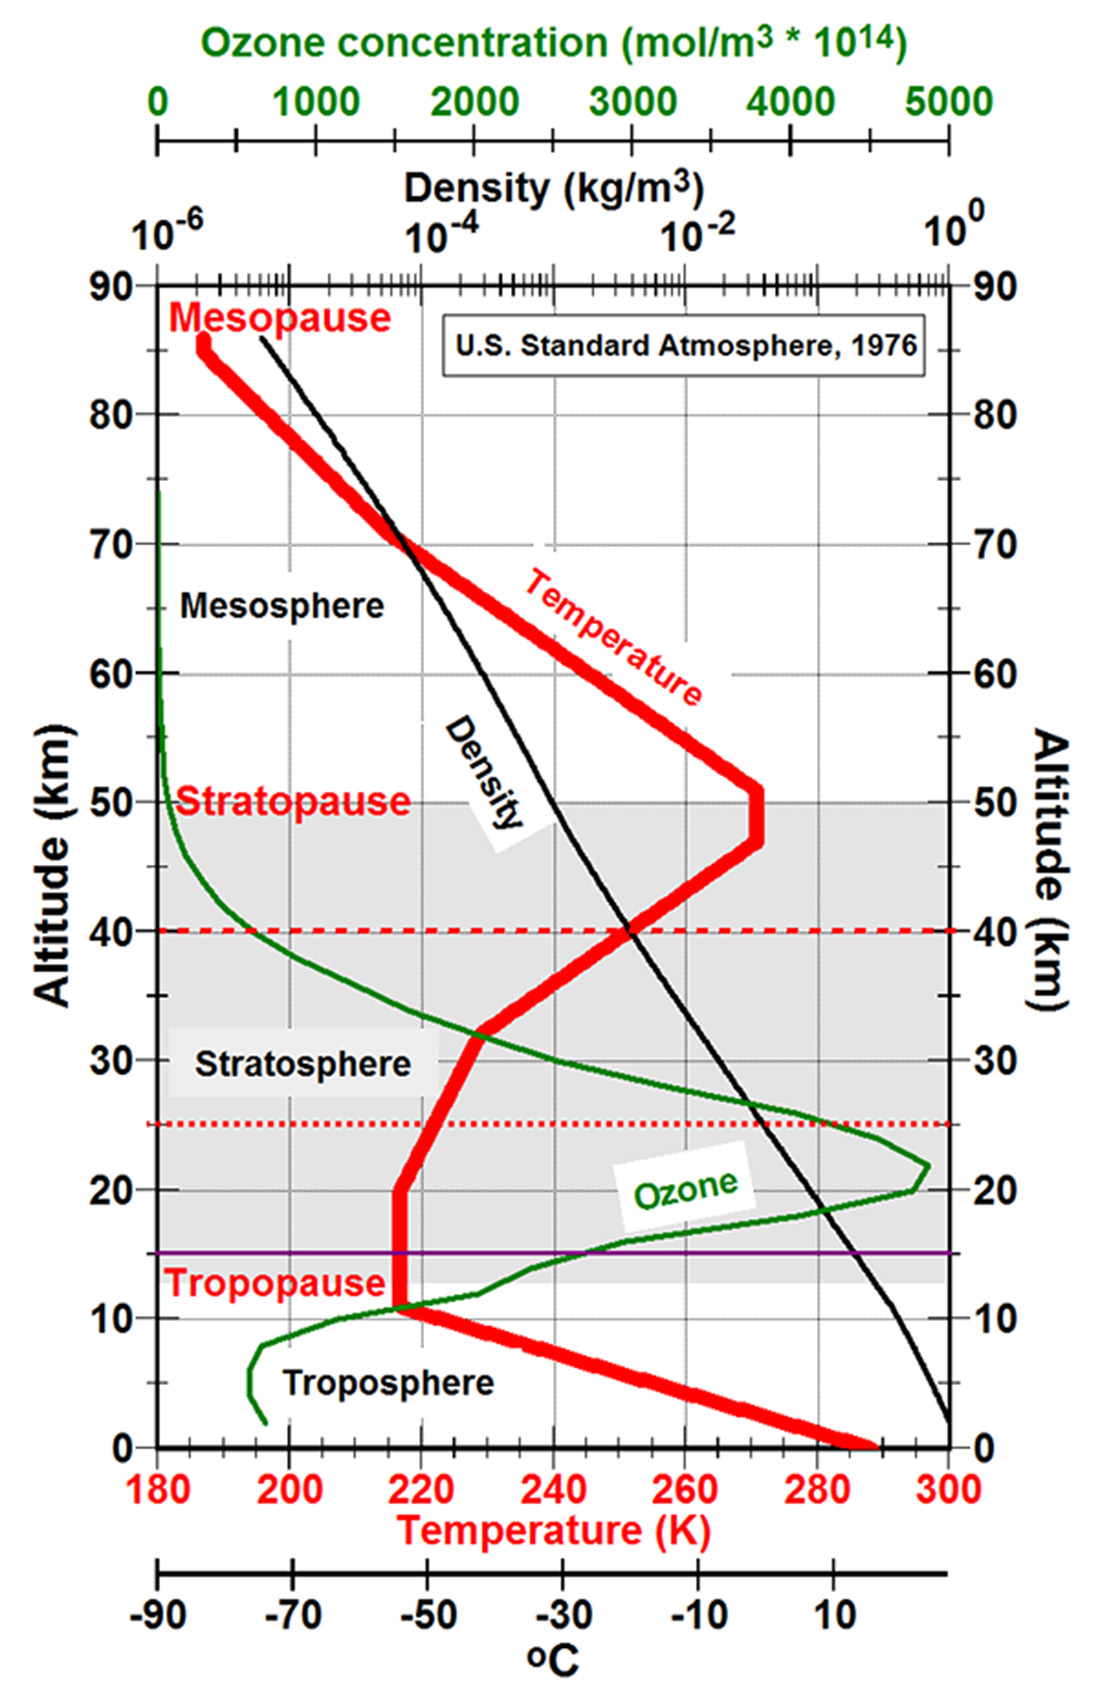 Ozone concentration (mol/m³ * 10¹⁴)
0 1000 2000 3000 4000 5000
Density (kg/m³)
10⁻⁶ 10⁻⁴ 10⁻² 10⁰
90 90
Mesopause
U.S. Standard Atmosphere, 1976
80 80
70 70
Temperature
Mesosphere
60 60
Density
Altitude (km)
Altitude (km)
Stratopause
50 50
40 40
Stratosphere
30 30
Ozone
20 20
Tropopause
10 10
Troposphere
0 0
180 200 220 240 260 280 300
Temperature (K)
-90 -70 -50 -30 -10 10
oC